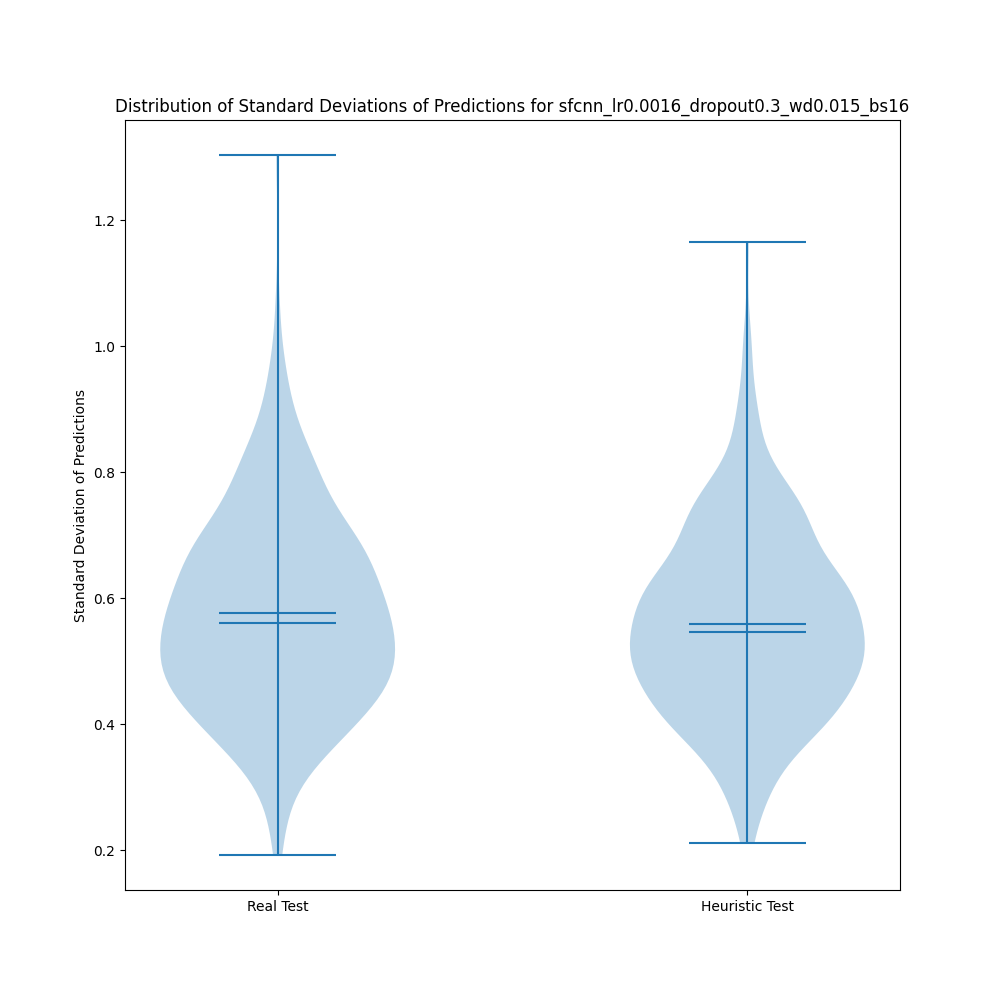 Distribution of Standard Deviations of Predictions for sfcnn_lr0.0016_dropout0.3_wd0.015_bs16
Standard Deviation of Predictions
1.2
1.0
0.8
0.6
0.4
0.2
Real Test
Heuristic Test